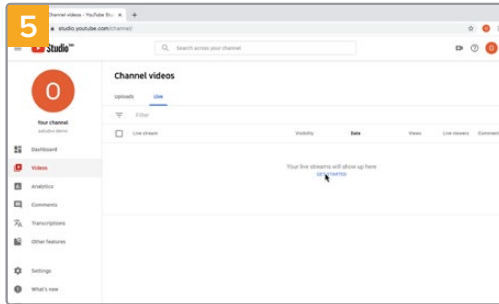 5
Channel videos - YouTube Stu
studio.youtube.com/channel/
Studio
Search across your channel
O
Your channel
Channel videos
Uploads
Live
Filter
Live stream
Visibility
Date
Views
Live viewers
Comment
Your live streams will show up here
GET STARTED
Dashboard
Videos
Analytics
Comments
Transcriptions
Other features
Settings
What's new